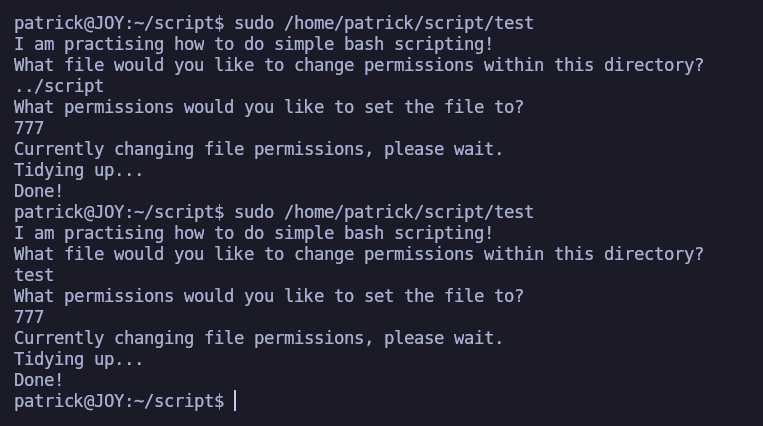 patrick@JOY:~/script$ sudo /home/patrick/script/test
I am practising how to do simple bash scripting!
What file would you like to change permissions within this directory?
../script
What permissions would you like to set the file to?
777
Currently changing file permissions, please wait.
Tidying up...
Done!
patrick@JOY:~/script$ sudo /home/patrick/script/test
I am practising how to do simple bash scripting!
What file would you like to change permissions within this directory?
test
What permissions would you like to set the file to?
777
Currently changing file permissions, please wait.
Tidying up...
Done!
patrick@JOY:~/script$